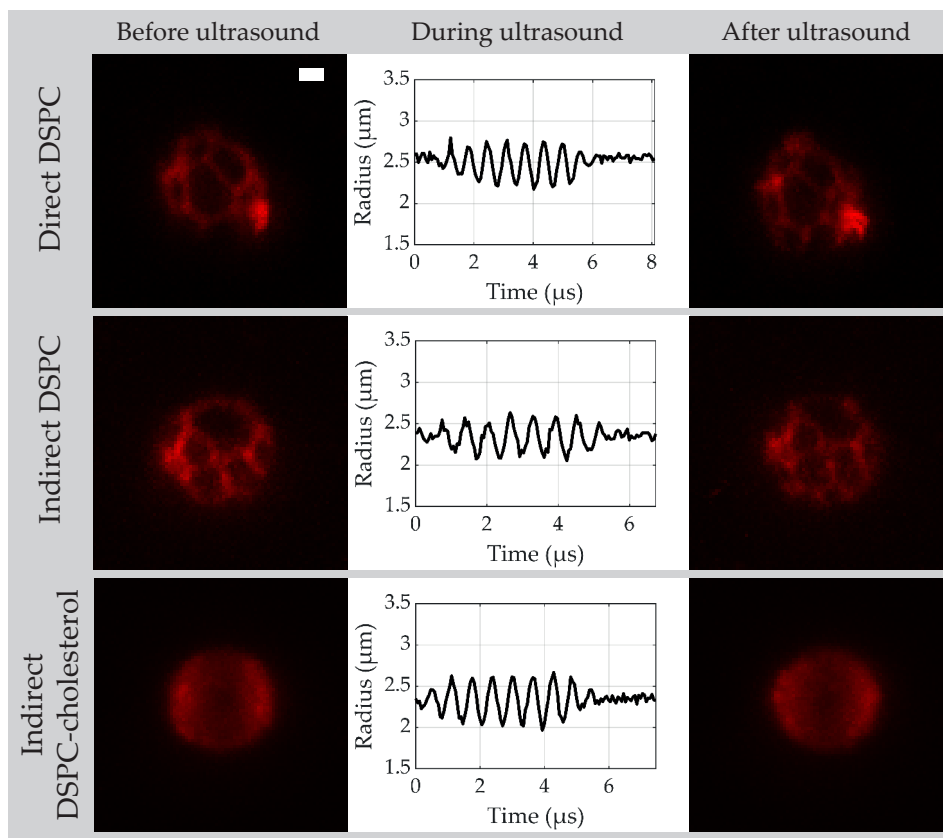 Before ultrasound
During ultrasound
After ultrasound
Direct DSPC
3.5
3
2.5
2
1.5
Radius (µm)
0 2 4 6 8
Time (µs)
Indirect DSPC
3.5
3
2.5
2
1.5
Radius (µm)
0 2 4 6
Time (µs)
Indirect
DSPC-cholesterol
3.5
3
2.5
2
1.5
Radius (µm)
0 2 4 6
Time (µs)